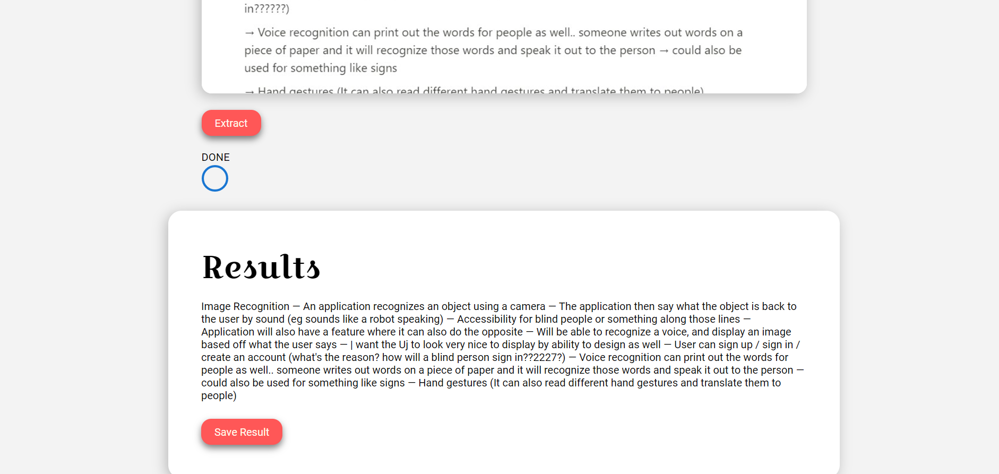 in??????)
→ Voice recognition can print out the words for people as well.. someone writes out words on a
piece of paper and it will recognize those words and speak it out to the person → could also be
used for something like signs
→ Hand gestures (It can also read different hand gestures and translate them to people)
Extract
DONE
Results
Image Recognition — An application recognizes an object using a camera — The application then say what the object is back to
the user by sound (eg sounds like a robot speaking) — Accessibility for blind people or something along those lines —
Application will also have a feature where it can also do the opposite — Will be able to recognize a voice, and display an image
based off what the user says — | want the Uj to look very nice to display by ability to design as well — User can sign up / sign in /
create an account (what's the reason? how will a blind person sign in??2227?) — Voice recognition can print out the words for
people as well.. someone writes out words on a piece of paper and it will recognize those words and speak it out to the person —
could also be used for something like signs — Hand gestures (It can also read different hand gestures and translate them to
people)
Save Result